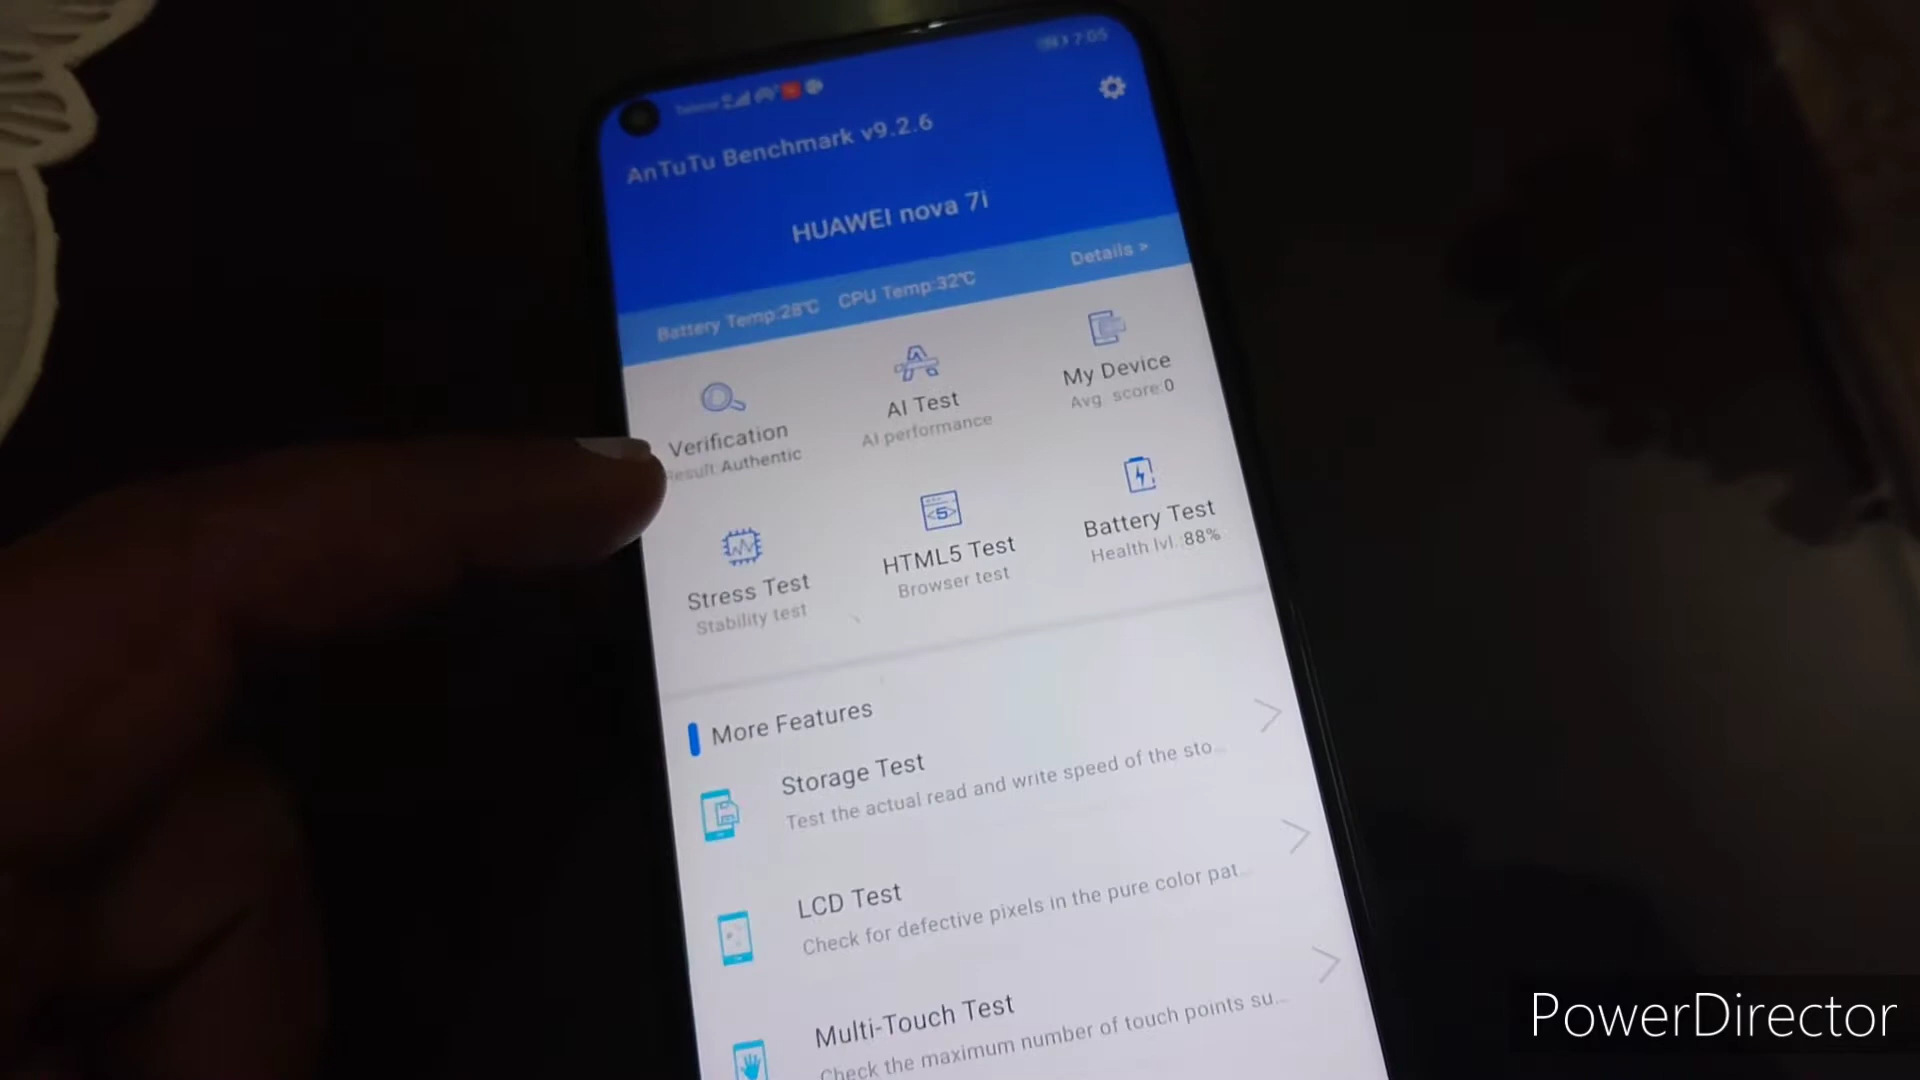 7:05
AnTuTu Benchmark v9.2.6
HUAWEI nova 7i
Battery Temp:28℃ CPU Temp:32℃ Details >
Verification
Result:Authentic
AI Test
AI performance
My Device
Avg. score:0
Stress Test
Stability test
HTML5 Test
Browser test
Battery Test
Health lvl.:88%
More Features
Storage Test
Test the actual read and write speed of the sto...
LCD Test
Check for defective pixels in the pure color pat...
Multi-Touch Test
Check the maximum number of touch points su...
PowerDirector